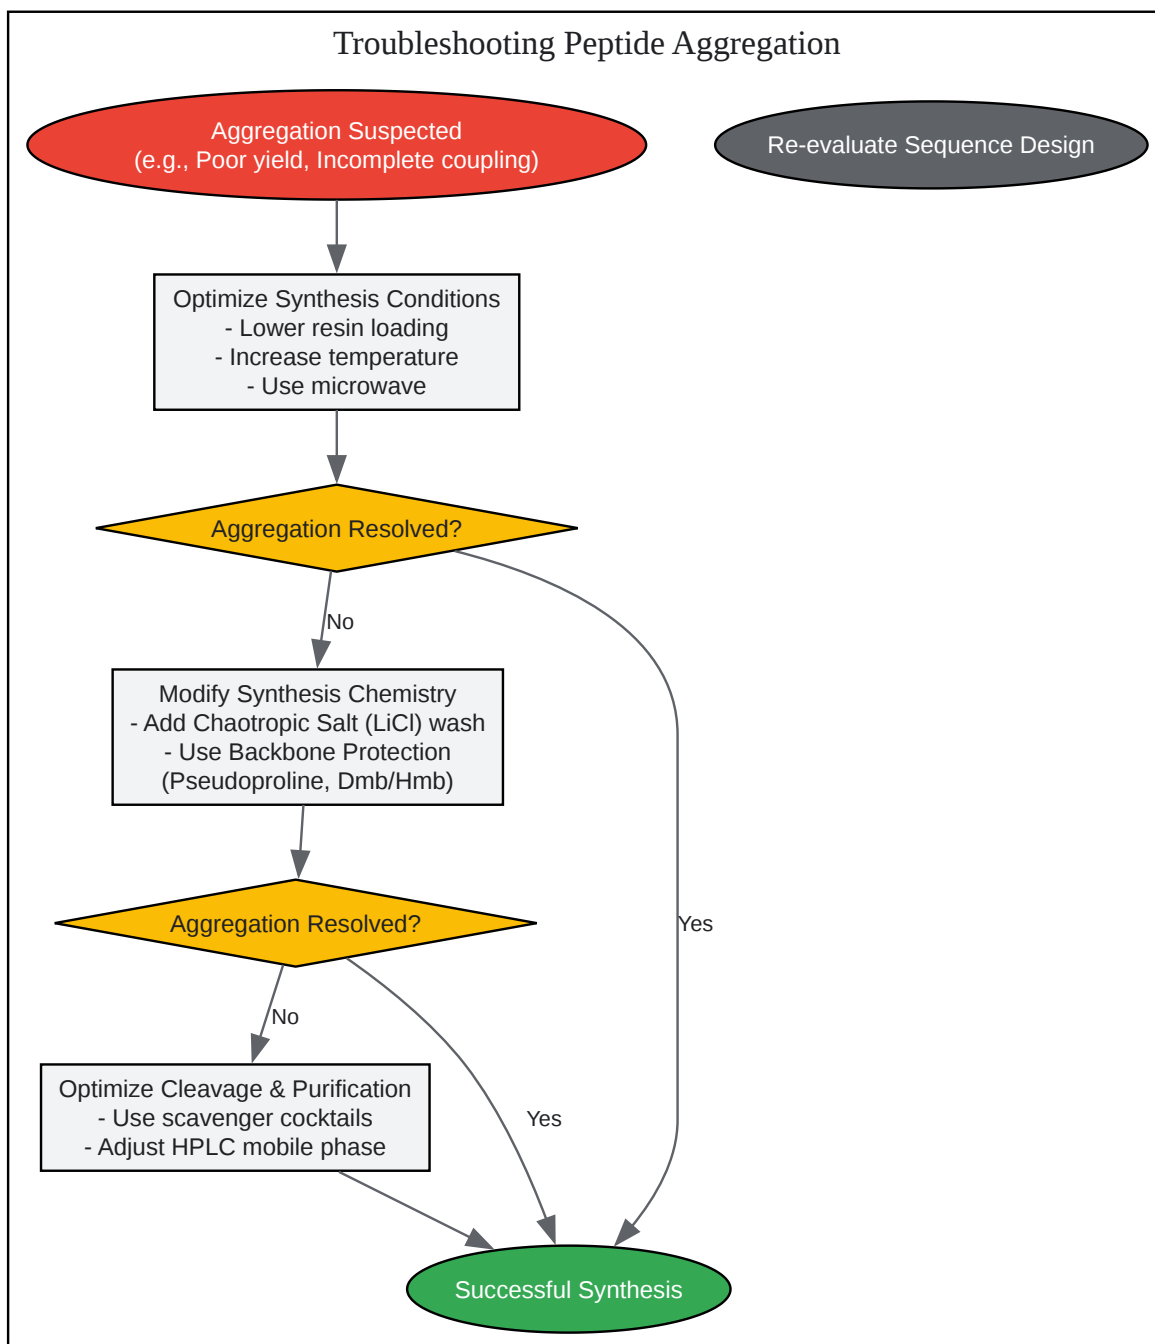 Troubleshooting Peptide Aggregation
Aggregation Suspected
(e.g., Poor yield, Incomplete coupling)
Re-evaluate Sequence Design
Optimize Synthesis Conditions
- Lower resin loading
- Increase temperature
- Use microwave
Aggregation Resolved?
No
Modify Synthesis Chemistry
- Add Chaotropic Salt (LiCl) wash
- Use Backbone Protection
(Pseudoproline, Dmb/Hmb)
Aggregation Resolved?
Yes
No
Optimize Cleavage & Purification
- Use scavenger cocktails
- Adjust HPLC mobile phase
Yes
Successful Synthesis